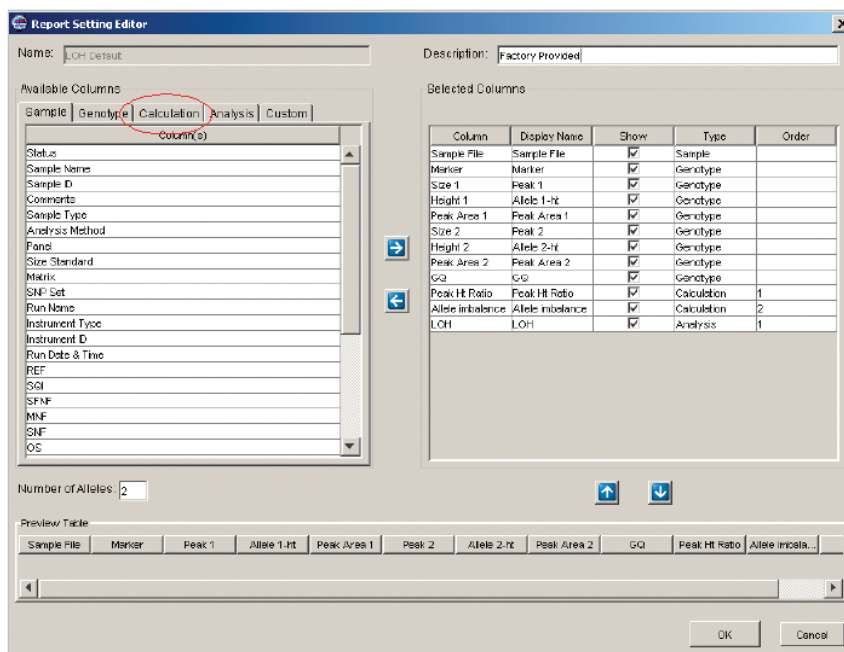 Report Setting Editor
Name: LOH Default
Description: Factory Provided
Available Columns
Sample Genotype Calculation Analysis Custom
Column(s)
Status
Sample Name
Sample ID
Comments
Sample Type
Analysis Method
Panel
Size Standard
Matrix
SNP Set
Run Name
Instrument Type
Instrument ID
Run Date & Time
REF
SQI
SFNF
MNF
SNF
OS
Number of Alleles: 2
Selected Columns
Column Display Name Show Type Order
Sample File Sample File Sample
Marker Marker Genotype
Size 1 Peak 1 Genotype
Height 1 Allele 1-ht Genotype
Peak Area 1 Peak Area 1 Genotype
Size 2 Peak 2 Genotype
Height 2 Allele 2-ht Genotype
Peak Area 2 Peak Area 2 Genotype
GQ GQ Genotype
Peak Ht Ratio Peak Ht Ratio Calculation 1
Allele imbalance Allele imbalance Calculation 2
LOH LOH Analysis 1
Preview Table
Sample File Marker Peak 1 Allele 1-ht Peak Area 1 Peak 2 Allele 2-ht Peak Area 2 GQ Peak Ht Ratio Allele imbala...
OK Cancel